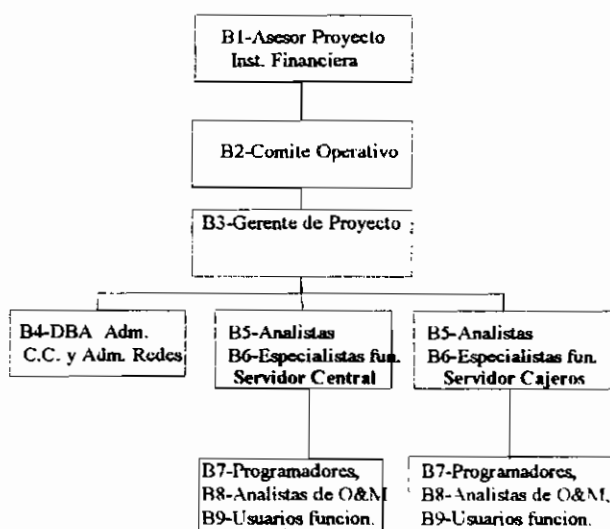 B1-Asesor Proyecto
Inst. Financiera
B2-Comite Operativo
B3-Gerente de Proyecto
B4-DBA Adm.
C.C. y Adm. Redes
B5-Analistas
B6-Especialistas fun.
Servidor Central
B5-Analistas
B6-Especialistas fun.
Servidor Cajeros
B7-Programadores,
B8-Analistas de O&M
B9-Usuarios funcion.
B7-Programadores,
B8-Analistas de O&M,
B9-Usuarios funcion.